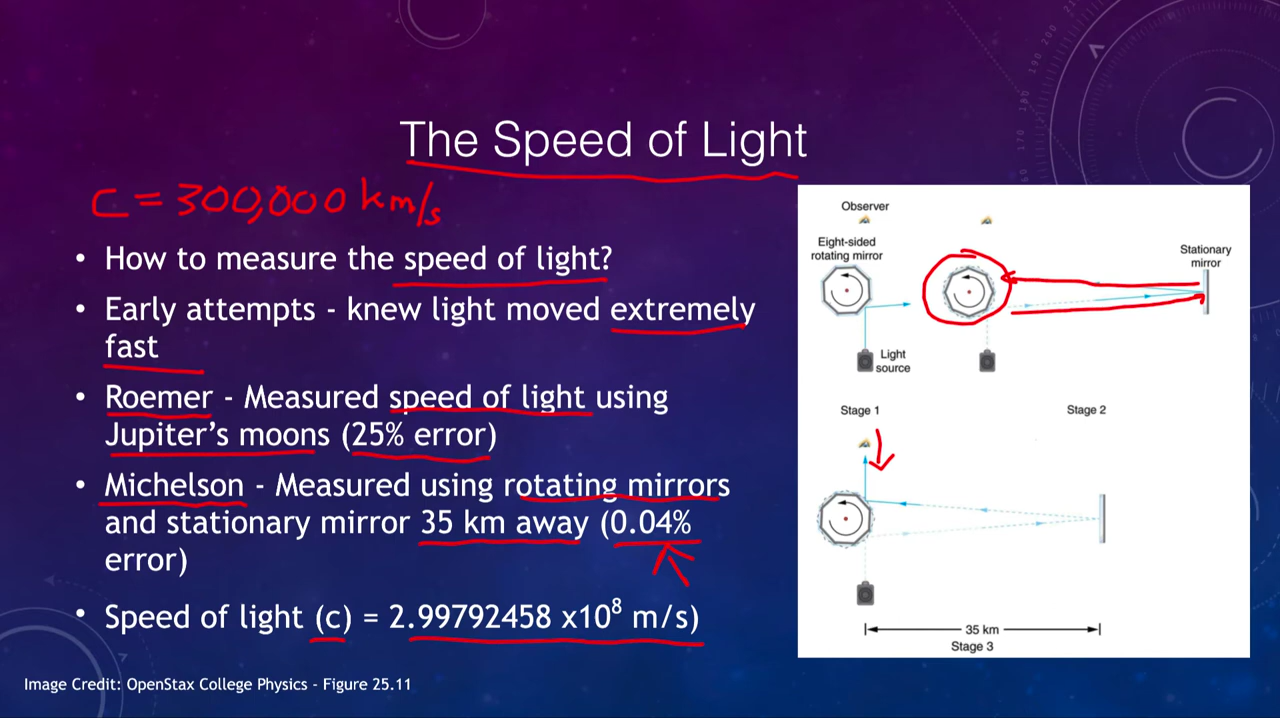 The Speed of Light
c = 300,000 km/s
• How to measure the speed of light?
• Early attempts - knew light moved extremely
fast
• Roemer - Measured speed of light using
Jupiter's moons (25% error)
• Michelson - Measured using rotating mirrors
and stationary mirror 35 km away (0.04%
error)
• Speed of light (c) = 2.99792458 x10⁸ m/s)
Image Credit: OpenStax College Physics - Figure 25.11
Observer
Eight-sided
rotating mirror
Stationary
mirror
Light
source
Stage 1
Stage 2
35 km
Stage 3